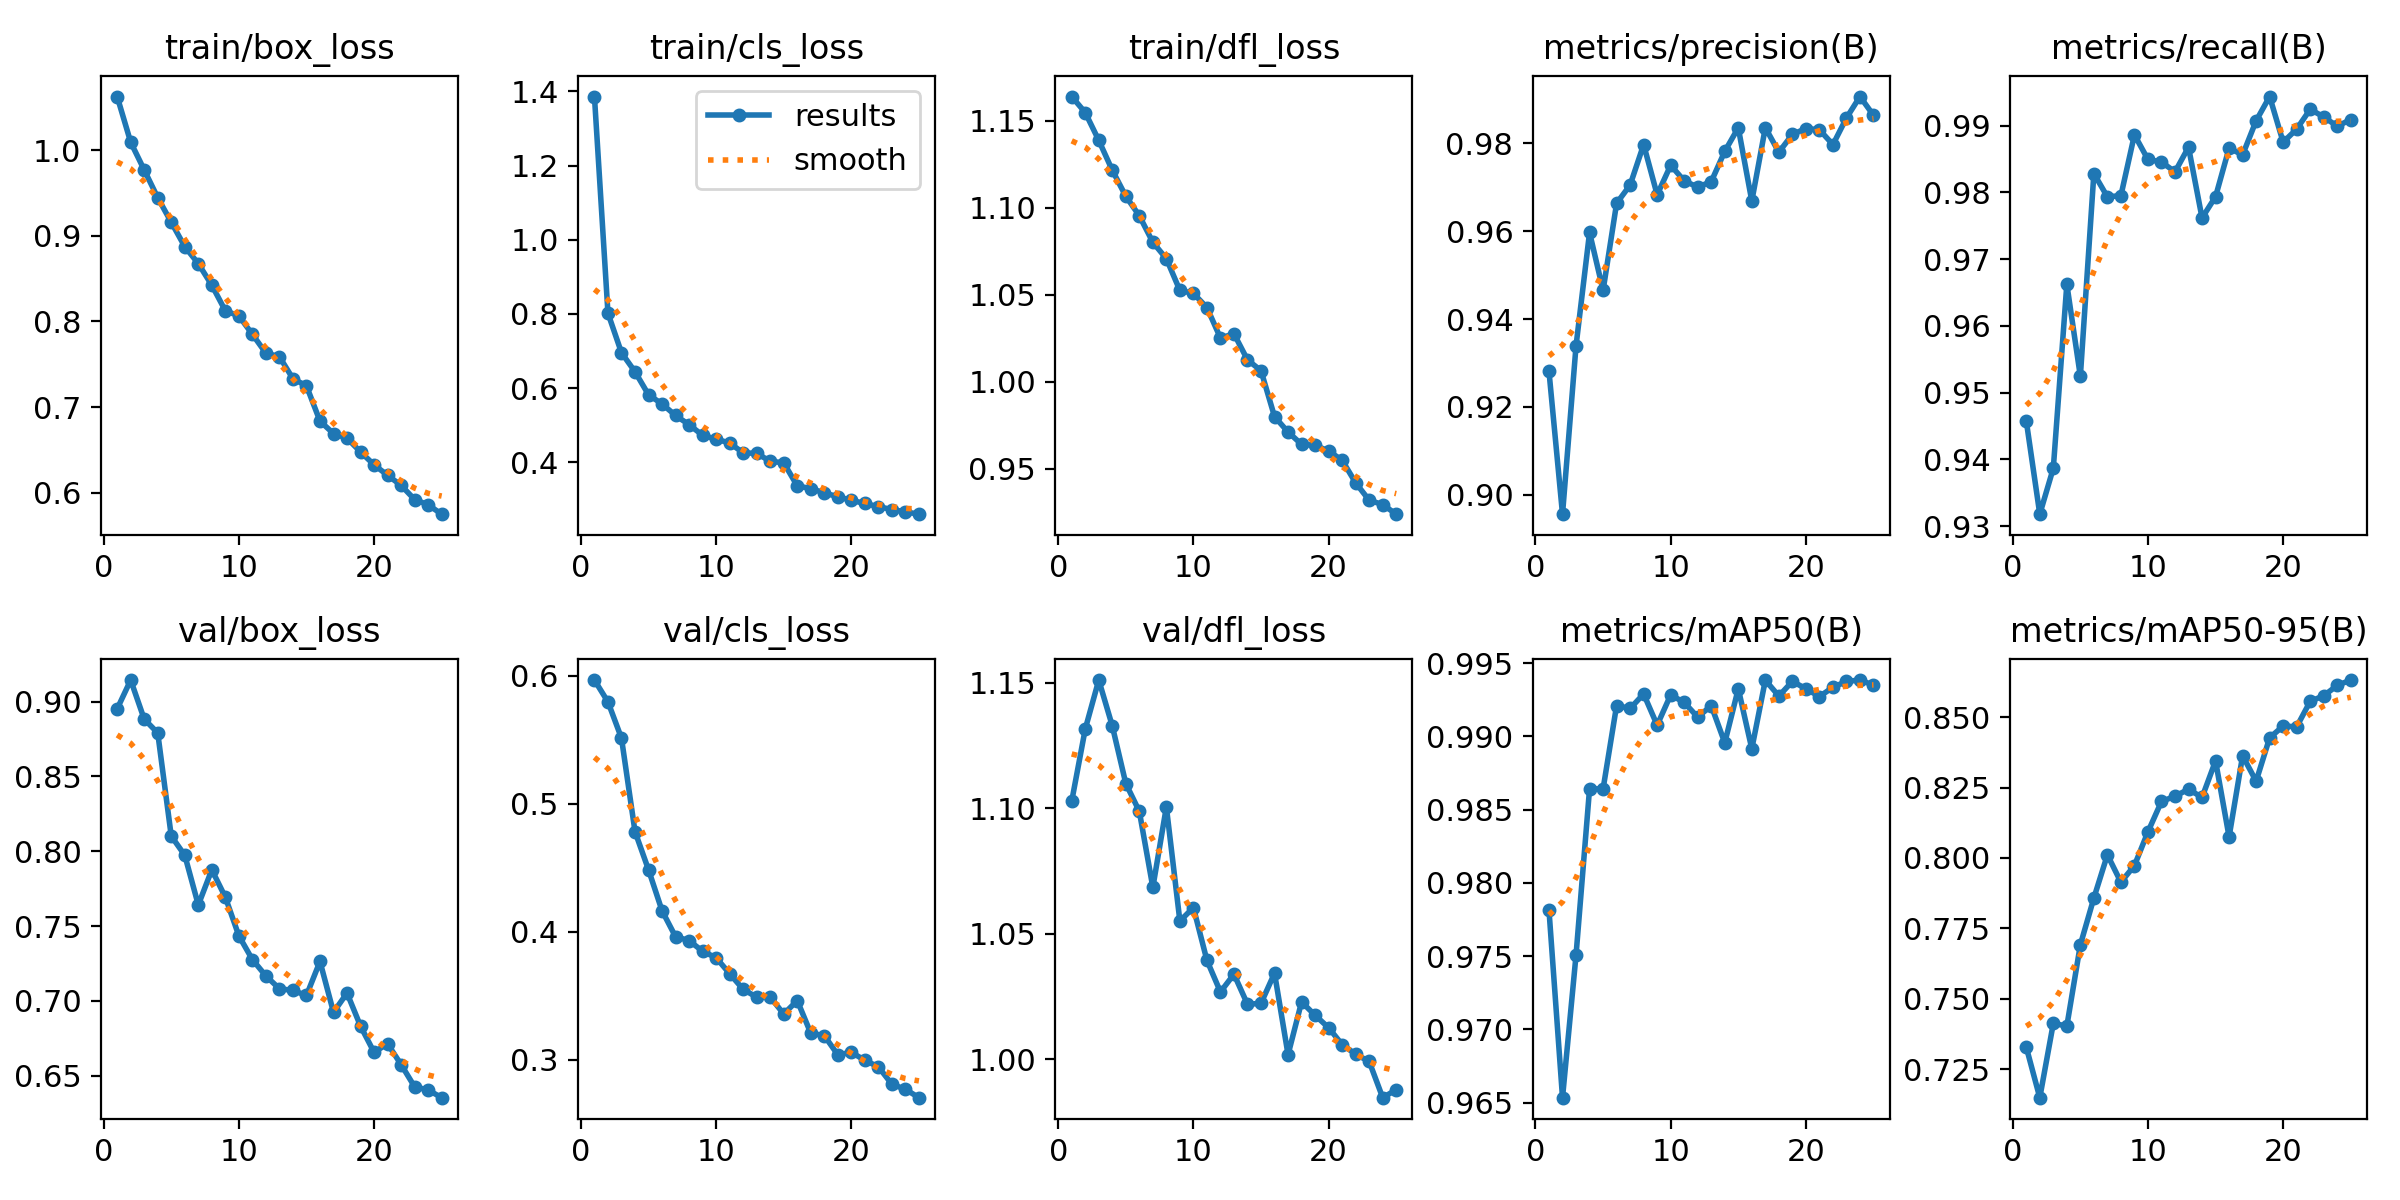 train/box_loss
1.0
0.9
0.8
0.7
0.6
0 10 20
train/cls_loss
results
smooth
1.4
1.2
1.0
0.8
0.6
0.4
0 10 20
train/dfl_loss
1.15
1.10
1.05
1.00
0.95
0 10 20
metrics/precision(B)
0.98
0.96
0.94
0.92
0.90
0 10 20
metrics/recall(B)
0.99
0.98
0.97
0.96
0.95
0.94
0.93
0 10 20
val/box_loss
0.90
0.85
0.80
0.75
0.70
0.65
0 10 20
val/cls_loss
0.6
0.5
0.4
0.3
0 10 20
val/dfl_loss
1.15
1.10
1.05
1.00
0 10 20
metrics/mAP50(B)
0.995
0.990
0.985
0.980
0.975
0.970
0.965
0 10 20
metrics/mAP50-95(B)
0.850
0.825
0.800
0.775
0.750
0.725
0 10 20